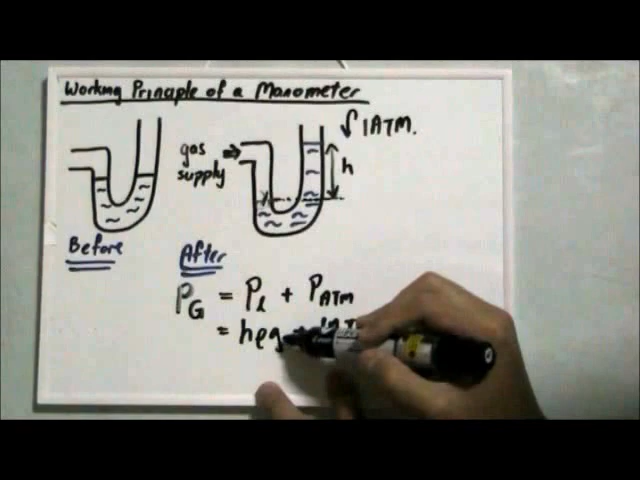 Working Principle of a Manometer
gas
supply
1ATM.
h
Before
After
PG = Pl + PATM
= hρg